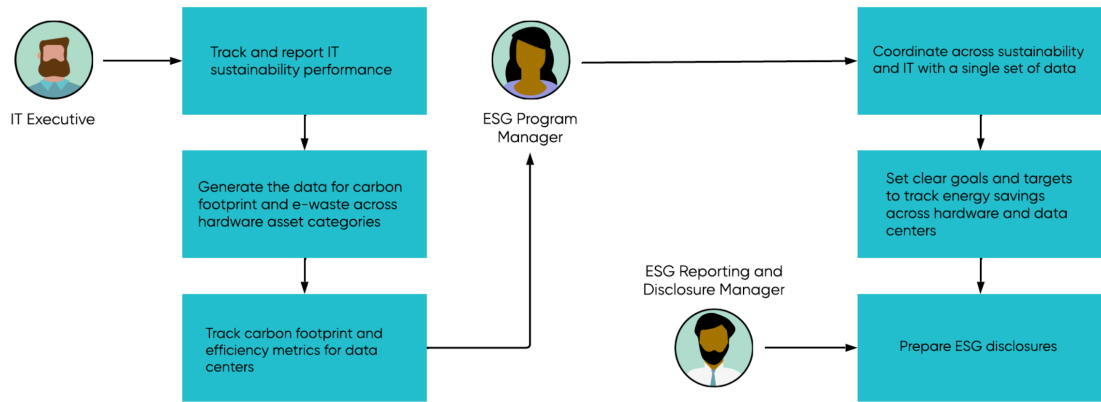 IT Executive
Track and report IT
sustainability performance
Generate the data for carbon
footprint and e-waste across
hardware asset categories
Track carbon footprint and
efficiency metrics for data
centers
ESG Program
Manager
Coordinate across sustainability
and IT with a single set of data
Set clear goals and targets
to track energy savings
across hardware and data
centers
ESG Reporting and
Disclosure Manager
Prepare ESG disclosures